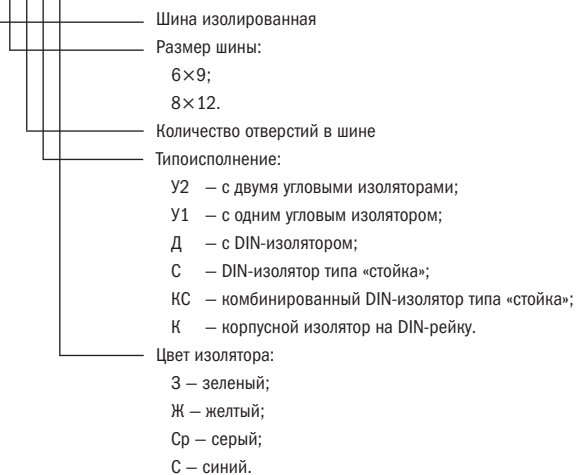 Шина изолированная
Размер шины:
6×9;
8×12.
Количество отверстий в шине
Типоисполнение:
У2 – с двумя угловыми изоляторами;
У1 – с одним угловым изолятором;
Д – с DIN-изолятором;
С – DIN-изолятор типа «стойка»;
КС – комбинированный DIN-изолятор типа «стойка»;
К – корпусной изолятор на DIN-рейку.
Цвет изолятора:
З – зеленый;
Ж – желтый;
Ср – серый;
С – синий.